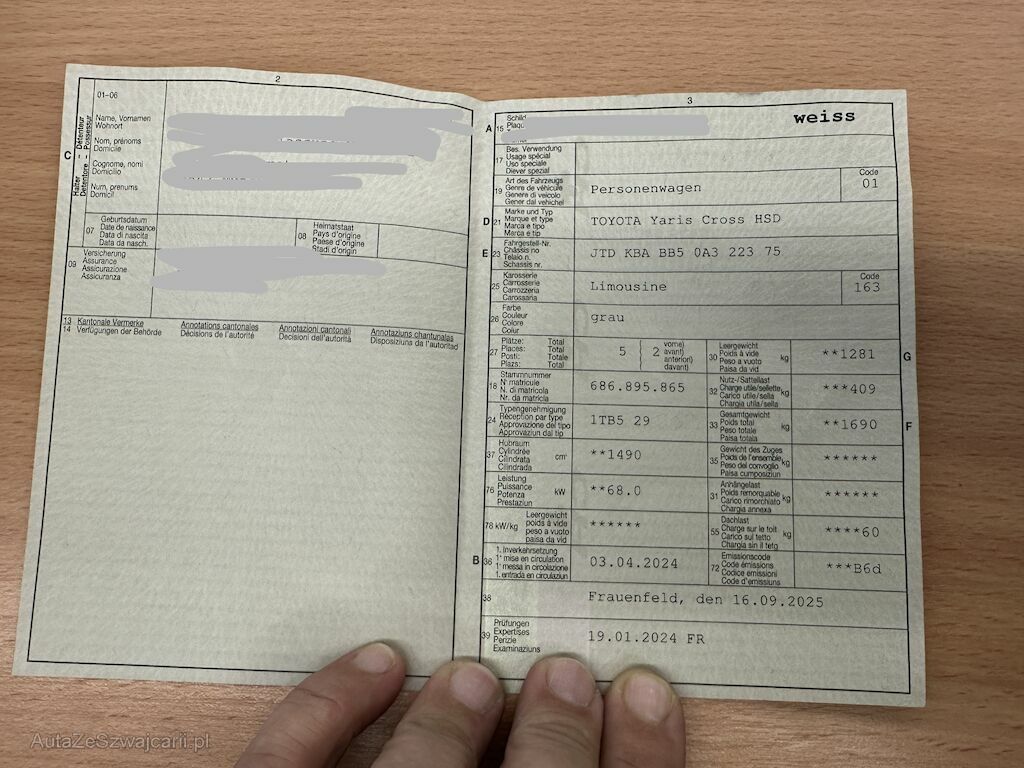 2
01-06
C
Halter - Détenteur
Detentore - Possessur
Name, Vornamen
Wohnort
Nom, prénoms
Domicile
Cognome, nomi
Domicilio
Num, prenums
Domicil
07
Geburtsdatum
Date de naissance
Data di nascita
Data da nasch.
08
Heimatstaat
Pays d'origine
Paese d'origine
Stadi d'origin
09
Versicherung
Assurance
Assicurazione
Assicuranza
13 Kantonale Vermerke Annotations cantonales Annotazioni cantonali Annotaziuns chantunalas
14 Verfügungen der Behörde Décisions de l'autorité Decisioni dell'autorità Disposiziuns da l'autoritad
3
A 15
Schild
weiss
17
Bes. Verwendung
Usage spécial
Uso speciale
Diever spezial
19
Art des Fahrzeugs
Genre de véhicule
Genere di veicolo
Gener dal vehichel
Personenwagen
Code
01
D 21
Marke und Typ
Marque et type
Marca e tipo
Marca e tip
TOYOTA Yaris Cross HSD
E 23
Fahrgestell-Nr.
Châssis no
Telaio n.
Schassis nr.
JTD KBA BB5 0A3 223 75
25
Karosserie
Carrosserie
Carrozzeria
Carossaria
Limousine
Code
163
26
Farbe
Couleur
Colore
Colur
grau
27
Plätze: Total
Places: Total
Posti: Totale
Plazs: Total
5 ( 2 vorne)
avant)
anteriori)
davant)
30
Leergewicht
Poids à vide
Peso a vuoto
Paisa da vid
kg
**1281
G
18
Stammnummer
N° matricule
N. di matricola
Nr. da matricla
686.895.865
32
Nutz-/Sattellast
Charge utile/sellette
Carico utile/sella
Chargia utila/sella
kg
***409
24
Typengenehmigung
Réception par type
Approvazione del tipo
Approvaziun dal tip
1TB5 29
33
Gesamtgewicht
Poids total
Peso totale
Paisa totala
kg
**1690
F
37
Hubraum
Cylindrée
Cilindrata
Cilindrada
cm³
**1490
35
Gewicht des Zuges
Poids de l'ensemble
Peso del convoglio
Paisa cumposiziun
kg
******
76
Leistung
Puissance
Potenza
Prestaziun
kW
**68.0
31
Anhängelast
Poids remorquable
Carico rimorchiato
Chargia annexa
kg
******
78 kW/kg
Leergewicht
poids à vide
peso a vuoto
paisa da vid
******
55
Dachlast
Charge sur le toit
Carico sul tetto
Chargia sin il tetg
kg
****60
B 36
1. Inverkehrsetzung
1ʳᵉ mise en circulation
1ᵃ messa in circolazione
1. entrada en circulaziun
03.04.2024
72
Emissionscode
Code émissions
Codice emissioni
Code d'emissiuns
***B6d
38
Frauenfeld, den 16.09.2025
39
Prüfungen
Expertises
Perizie
Examinaziuns
19.01.2024 FR
AutaZeSzwajcarii.pl